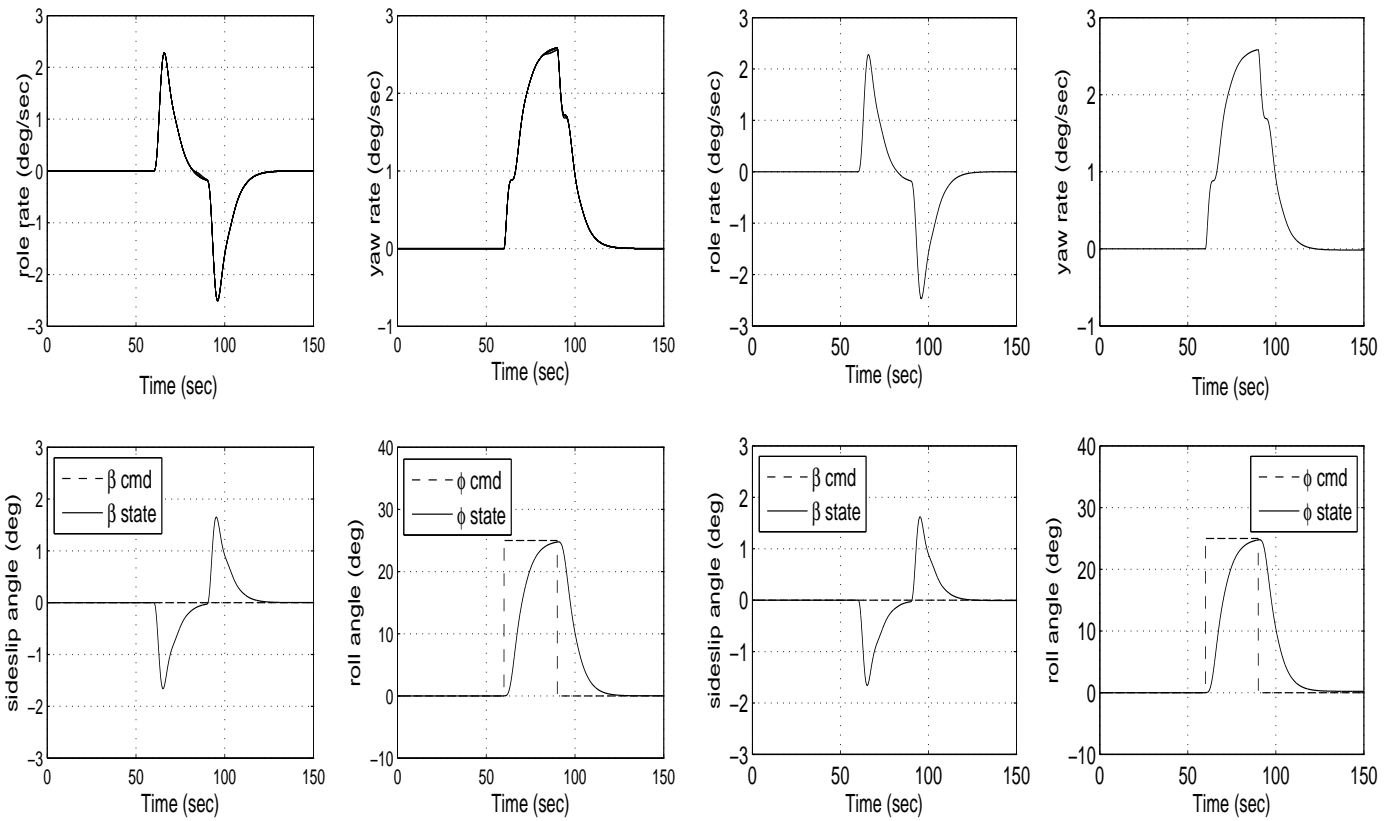 role rate (deg/sec)
3
2
1
0
−1
−2
−3
0 50 100 150
Time (sec)
yaw rate (deg/sec)
3
2
1
0
−1
0 50 100 150
Time (sec)
role rate (deg/sec)
3
2
1
0
−1
−2
−3
0 50 100 150
Time (sec)
yaw rate (deg/sec)
3
2
1
0
−1
0 50 100 150
Time (sec)
sideslip angle (deg)
3
2
1
0
−1
−2
−3
β cmd
β state
0 50 100 150
Time (sec)
roll angle (deg)
40
30
20
10
0
−10
ϕ cmd
ϕ state
0 50 100 150
Time (sec)
sideslip angle (deg)
3
2
1
0
−1
−2
−3
β cmd
β state
0 50 100 150
Time (sec)
roll angle (deg)
40
30
20
10
0
−10
ϕ cmd
ϕ state
0 50 100 150
Time (sec)